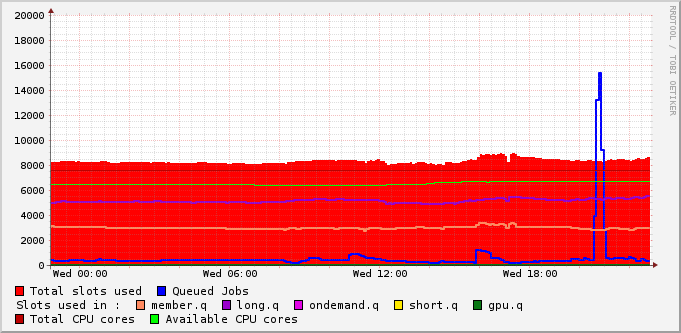 RRDTOOL / TOBI OETIKER
20000
18000
16000
14000
12000
10000
8000
6000
4000
2000
0
Wed 00:00 Wed 06:00 Wed 12:00 Wed 18:00
Total slots used Queued Jobs
Slots used in : member.q long.q ondemand.q short.q gpu.q
Total CPU cores Available CPU cores